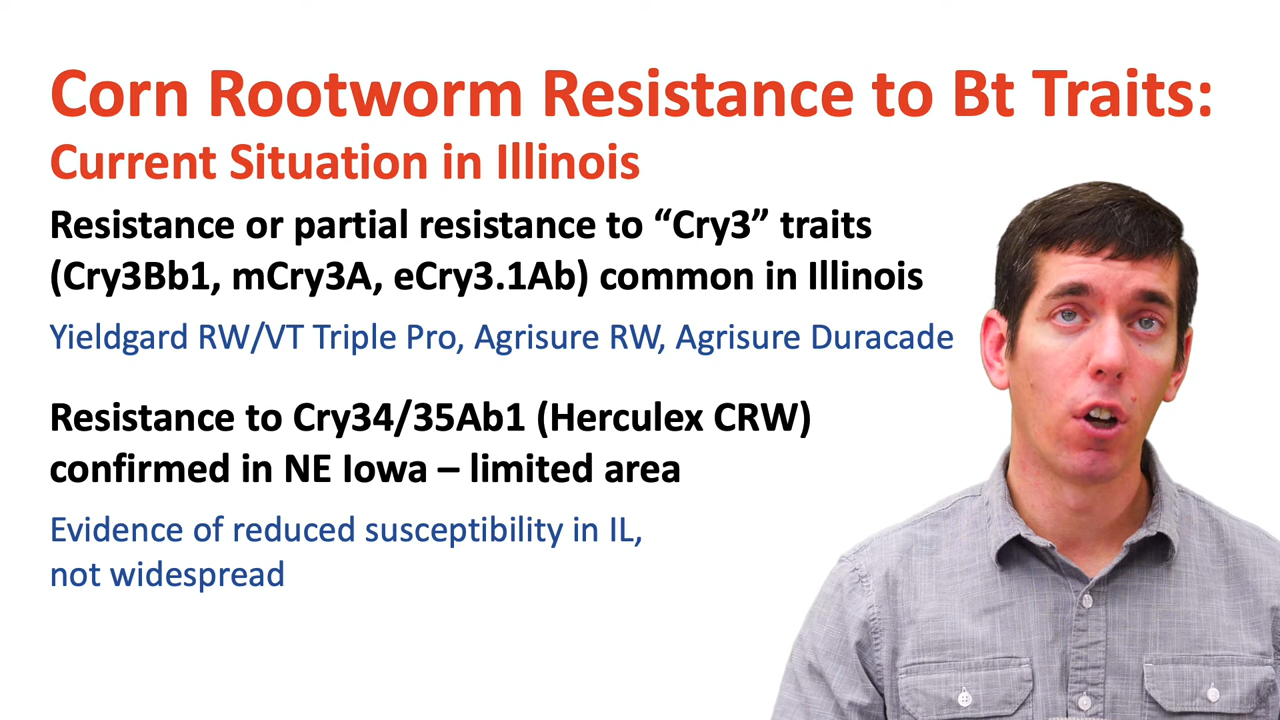 Corn Rootworm Resistance to Bt Traits:
Current Situation in Illinois
Resistance or partial resistance to “Cry3” traits
(Cry3Bb1, mCry3A, eCry3.1Ab) common in Illinois
Yieldgard RW/VT Triple Pro, Agrisure RW, Agrisure Duracade
Resistance to Cry34/35Ab1 (Herculex CRW)
confirmed in NE Iowa – limited area
Evidence of reduced susceptibility in IL,
not widespread